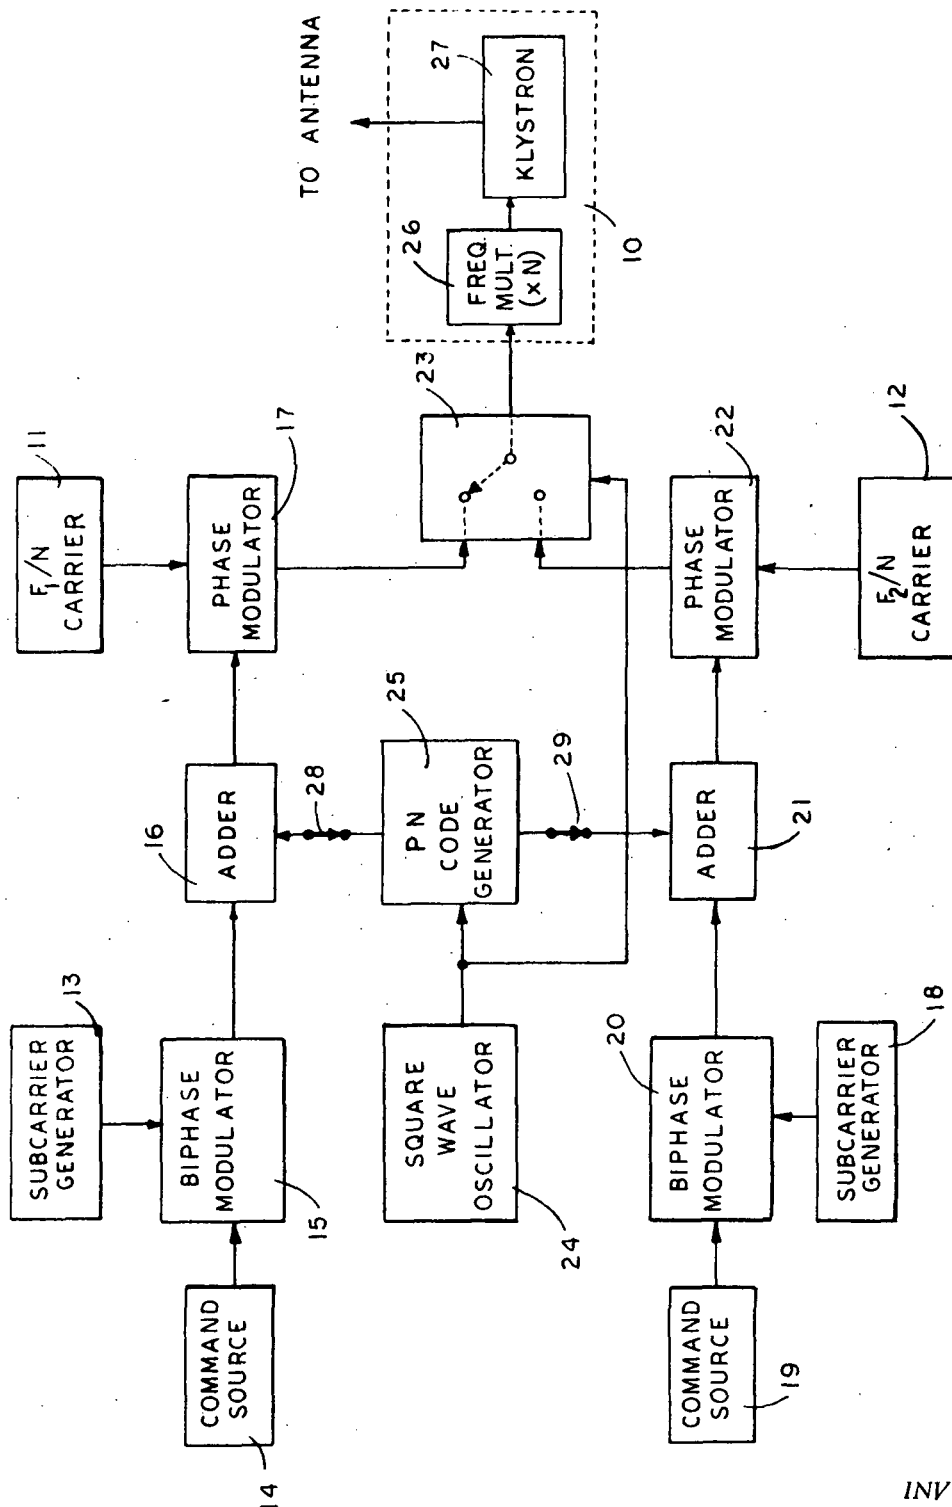 TO ANTENNA
27
KLYSTRON
26
FREQ.
MULT.
(xN)
10
23
11
F1/N
CARRIER
17
PHASE
MODULATOR
22
PHASE
MODULATOR
12
F2/N
CARRIER
16
ADDER
28
25
PN
CODE
GENERATOR
29
ADDER
21
13
SUBCARRIER
GENERATOR
BIPHASE
MODULATOR
15
SQUARE
WAVE
OSCILLATOR
24
20
BIPHASE
MODULATOR
18
SUBCARRIER
GENERATOR
COMMAND
SOURCE
14
COMMAND
SOURCE
19
INV